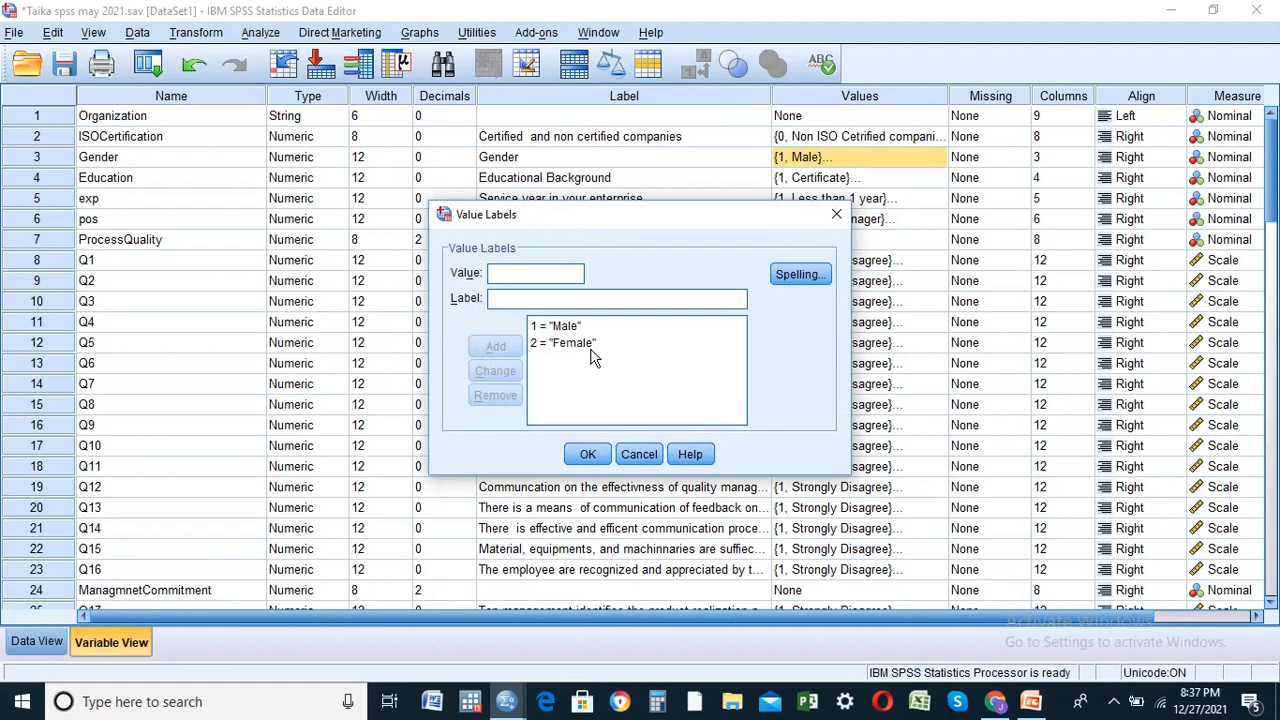 *Taika spss may 2021.sav [DataSet1] - IBM SPSS Statistics Data Editor
File Edit View Data Transform Analyze Direct Marketing Graphs Utilities Add-ons Window Help
Name Type Width Decimals Label Values Missing Columns Align Measure
1 Organization String 6 0 None None 9 Left Nominal
2 ISOCertification Numeric 8 0 Certified and non certified companies {0, Non ISO Cetrified compani... None 8 Right Nominal
3 Gender Numeric 12 0 Gender {1, Male}... None 3 Right Nominal
4 Education Numeric 12 0 Educational Background {1, Certificate}... None 4 Right Nominal
5 exp Numeric 12 0 Service year in your enterprise {1, Less than 1 year}... None 5 Right Nominal
6 pos Numeric 12 0 None 6 Right Nominal
7 ProcessQuality Numeric 8 2 None 8 Right Nominal
8 Q1 Numeric 12 0 None 12 Right Scale
9 Q2 Numeric 12 0 None 12 Right Scale
10 Q3 Numeric 12 0 None 12 Right Scale
11 Q4 Numeric 12 0 None 12 Right Scale
12 Q5 Numeric 12 0 None 12 Right Scale
13 Q6 Numeric 12 0 None 12 Right Scale
14 Q7 Numeric 12 0 None 12 Right Scale
15 Q8 Numeric 12 0 None 12 Right Scale
16 Q9 Numeric 12 0 None 12 Right Scale
17 Q10 Numeric 12 0 None 12 Right Scale
18 Q11 Numeric 12 0 None 12 Right Scale
19 Q12 Numeric 12 0 Communcation on the effectivness of quality manag... {1, Strongly Disagree}... None 12 Right Scale
20 Q13 Numeric 12 0 There is a means of communication of feedback on... {1, Strongly Disagree}... None 12 Right Scale
21 Q14 Numeric 12 0 There is effective and efficent communication proce... {1, Strongly Disagree}... None 12 Right Scale
22 Q15 Numeric 12 0 Material, equipments, and machinnaries are suffiec... {1, Strongly Disagree}... None 12 Right Scale
23 Q16 Numeric 12 0 The employee are recognized and appreciated by t... {1, Strongly Disagree}... None 12 Right Scale
24 ManagmnetCommitment Numeric 8 2 None None 8 Right Nominal
Value Labels
Value Labels
Value:
Spelling...
Label:
1 = "Male"
2 = "Female"
Add
Change
Remove
OK Cancel Help
Activate Windows
Go to Settings to activate Windows.
Data View Variable View
IBM SPSS Statistics Processor is ready Unicode:ON
Type here to search
8:37 PM
12/27/2021
5